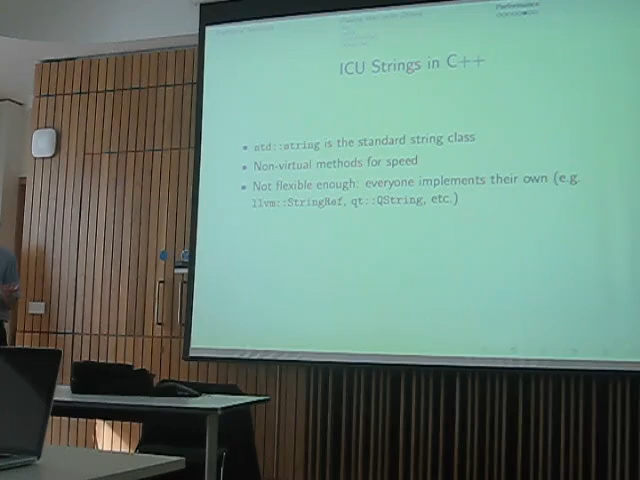 Performance
ICU Strings in C++
std::string is the standard string class
Non-virtual methods for speed
Not flexible enough: everyone implements their own (e.g.
llvm::StringRef, qt::QString, etc.)